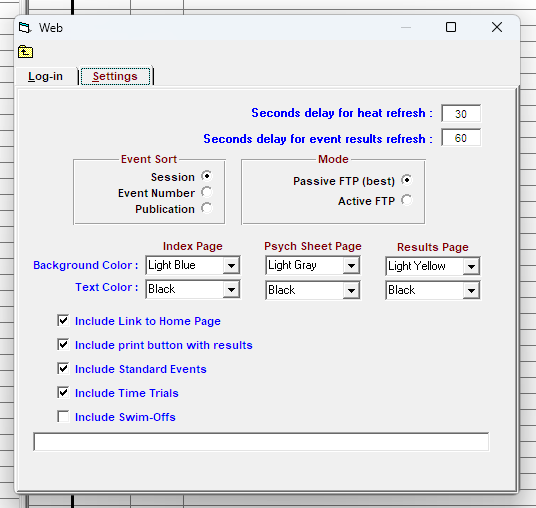 Web
Log-in Settings
Seconds delay for heat refresh : 30
Seconds delay for event results refresh : 60
Event Sort Mode
Session Passive FTP (best)
Event Number Active FTP
Publication
Index Page Psych Sheet Page Results Page
Background Color : Light Blue Light Gray Light Yellow
Text Color : Black Black Black
Include Link to Home Page
Include print button with results
Include Standard Events
Include Time Trials
Include Swim-Offs